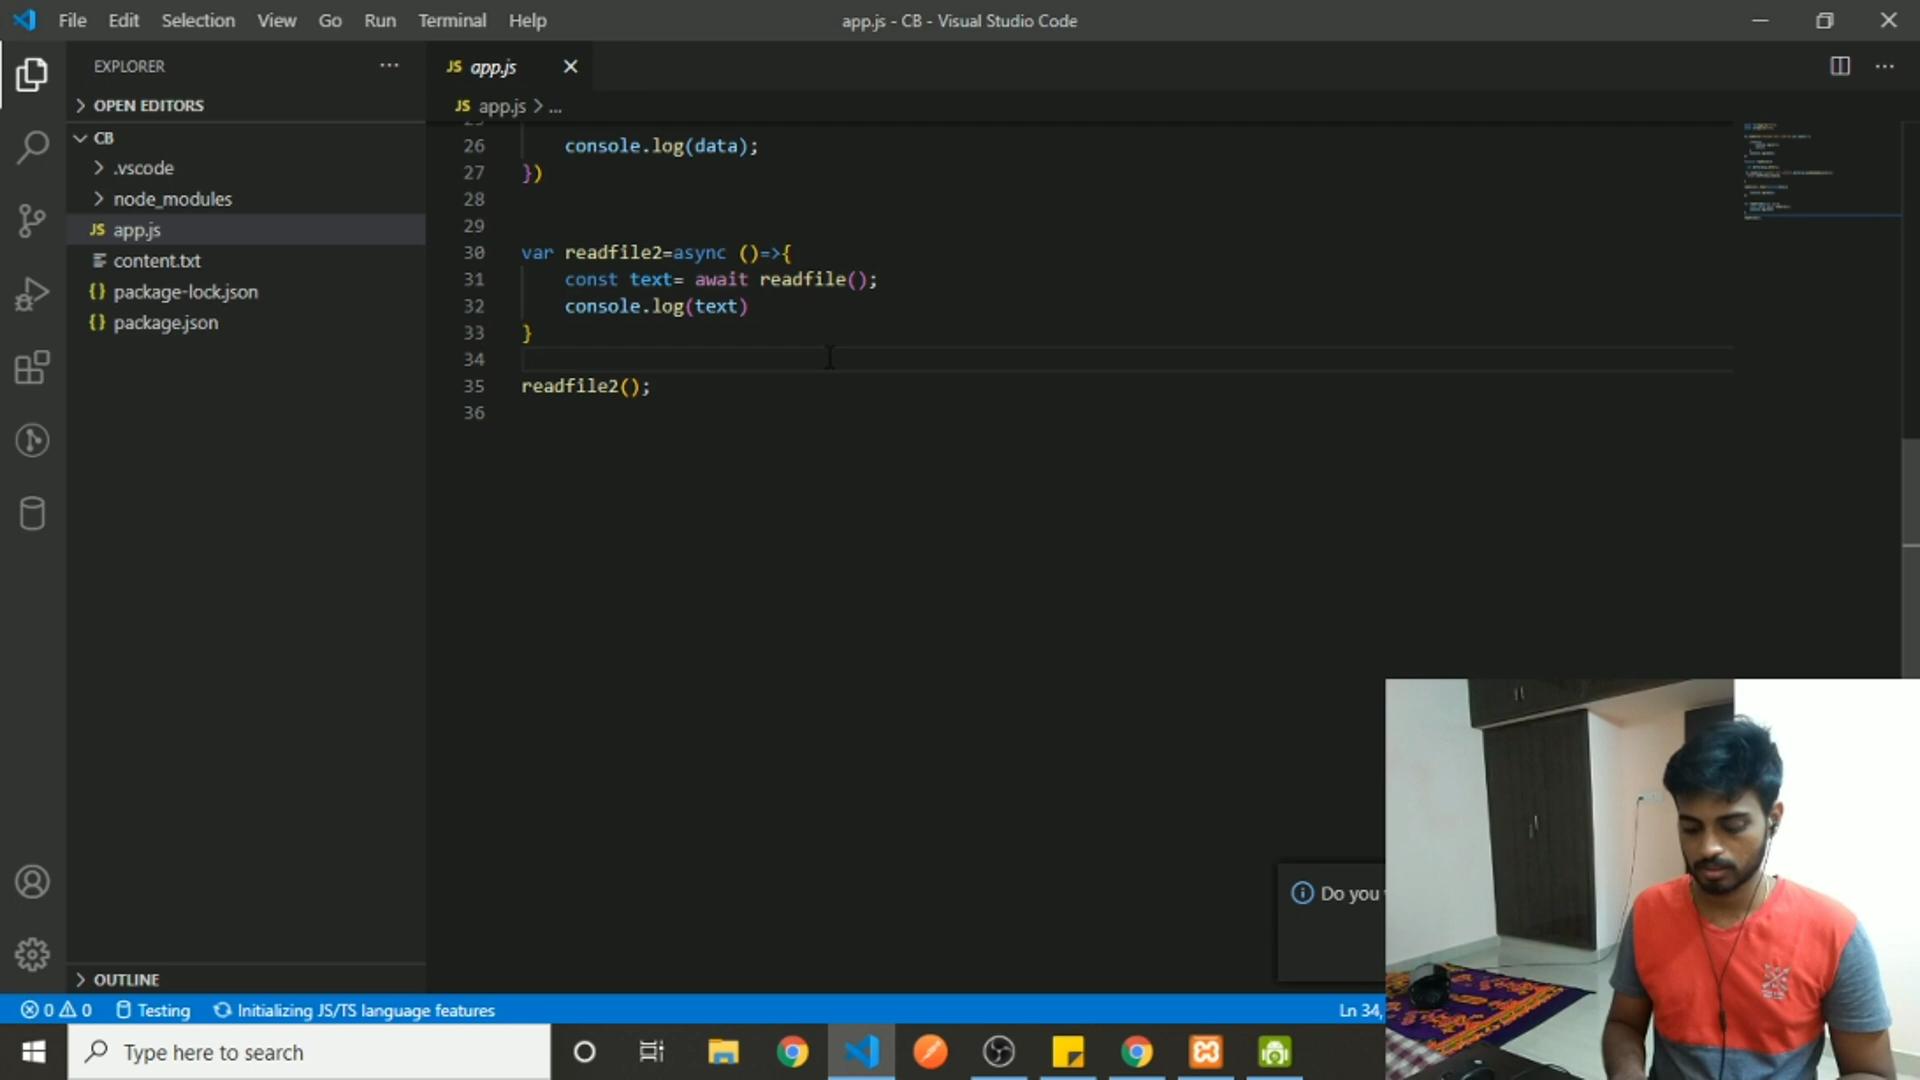 File Edit Selection View Go Run Terminal Help
app.js - CB - Visual Studio Code
EXPLORER
JS app.js
OPEN EDITORS
JS app.js > ...
CB
.vscode
node_modules
JS app.js
content.txt
{} package-lock.json
{} package.json
26 console.log(data);
27 })
28
29
30 var readfile2=async ()=>{
31 const text= await readfile();
32 console.log(text)
33 }
34
35 readfile2();
36
Do you
OUTLINE
0 0 Testing Initializing JS/TS language features
Ln 34,
Type here to search